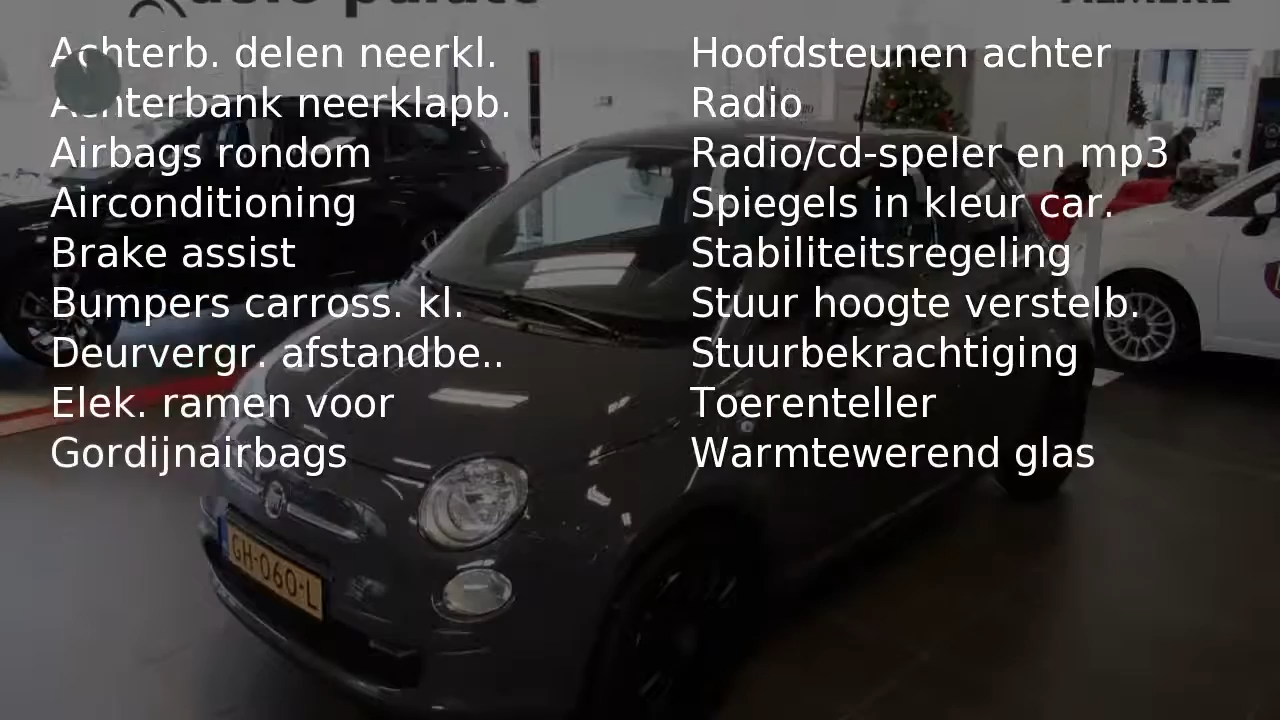 Achterb. delen neerkl.
Achterbank neerklapb.
Airbags rondom
Airconditioning
Brake assist
Bumpers carross. kl.
Deurvergr. afstandbe..
Elek. ramen voor
Gordijnairbags
Hoofdsteunen achter
Radio
Radio/cd-speler en mp3
Spiegels in kleur car.
Stabiliteitsregeling
Stuur hoogte verstelb.
Stuurbekrachtiging
Toerenteller
Warmtewerend glas
GH-060-L